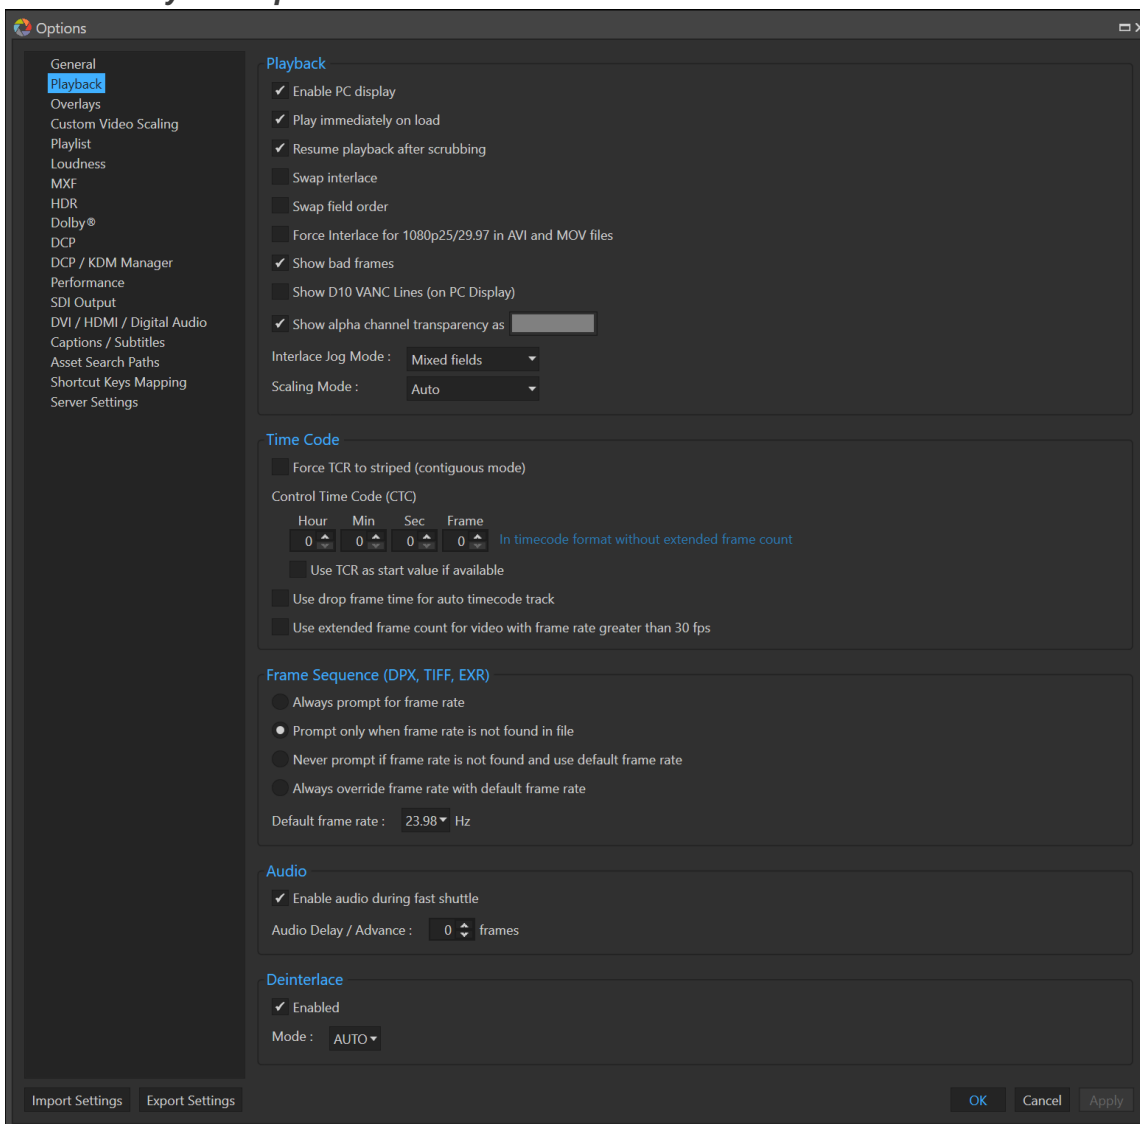 Options
General
Playback
Overlays
Custom Video Scaling
Playlist
Loudness
MXF
HDR
Dolby®
DCP
DCP / KDM Manager
Performance
SDI Output
DVI / HDMI / Digital Audio
Captions / Subtitles
Asset Search Paths
Shortcut Keys Mapping
Server Settings
Playback
Enable PC display
Play immediately on load
Resume playback after scrubbing
Swap interlace
Swap field order
Force Interlace for 1080p25/29.97 in AVI and MOV files
Show bad frames
Show D10 VANC Lines (on PC Display)
Show alpha channel transparency as
Interlace Jog Mode : Mixed fields
Scaling Mode : Auto
Time Code
Force TCR to striped (contiguous mode)
Control Time Code (CTC)
Hour Min Sec Frame
0 0 0 0 In timecode format without extended frame count
Use TCR as start value if available
Use drop frame time for auto timecode track
Use extended frame count for video with frame rate greater than 30 fps
Frame Sequence (DPX, TIFF, EXR)
Always prompt for frame rate
Prompt only when frame rate is not found in file
Never prompt if frame rate is not found and use default frame rate
Always override frame rate with default frame rate
Default frame rate : 23.98 Hz
Audio
Enable audio during fast shuttle
Audio Delay / Advance : 0 frames
Deinterlace
Enabled
Mode : AUTO
Import Settings Export Settings OK Cancel Apply